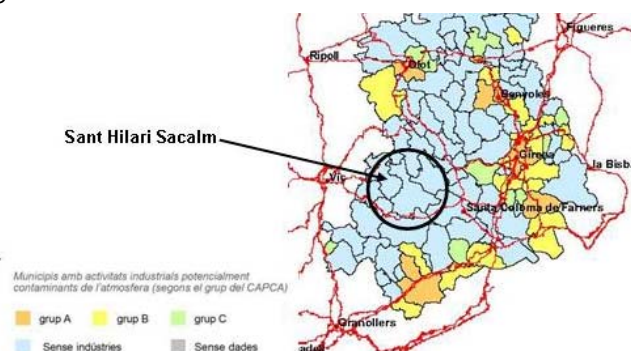 Figueres
Ripoll
Olot
Banyoles
Sant Hilari Sacalm
Girona
la Bisb
Vic
Santa Coloma de Farners
Municipis amb activitats industrials potencialment
contaminants de l'atmosfera (segons el grup del CAPCA)
grup A
grup B
grup C
Granollers
Sense indústries
Sense dades